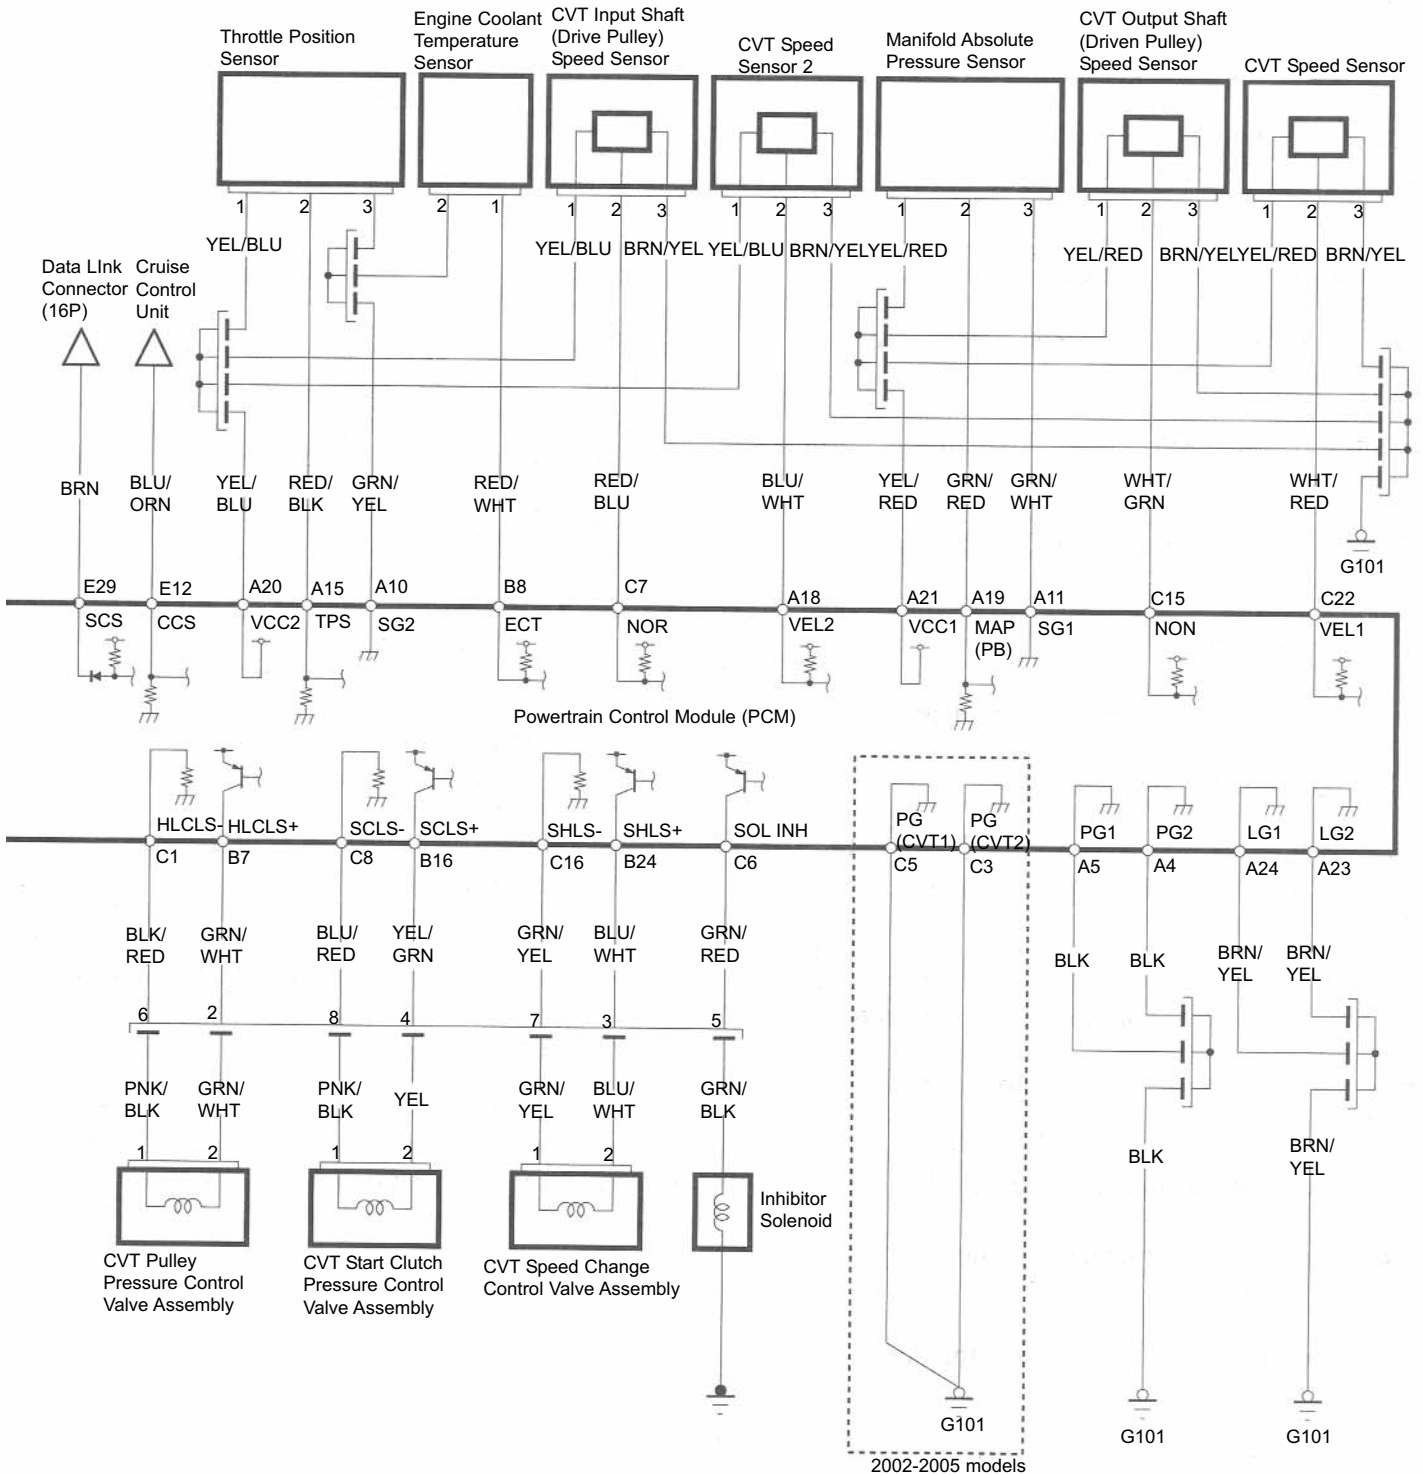 Throttle Position
Sensor
Engine Coolant
Temperature
Sensor
CVT Input Shaft
(Drive Pulley)
Speed Sensor
CVT Speed
Sensor 2
Manifold Absolute
Pressure Sensor
CVT Output Shaft
(Driven Pulley)
Speed Sensor
CVT Speed Sensor
1 2 3 2 1 1 2 3 1 2 3 1 2 3 1 2 3 1 2 3
YEL/BLU YEL/BLU BRN/YEL YEL/BLU BRN/YEL YEL/RED YEL/RED BRN/YEL YEL/RED BRN/YEL
Data LInk
Connector
(16P)
Cruise
Control
Unit
BRN
BLU/
ORN
YEL/
BLU
RED/
BLK
GRN/
YEL
RED/
WHT
RED/
BLU
BLU/
WHT
YEL/
RED
GRN/
RED
GRN/
WHT
WHT/
GRN
WHT/
RED
G101
E29 E12 A20 A15 A10 B8 C7 A18 A21 A19 A11 C15 C22
SCS CCS VCC2 TPS SG2 ECT NOR VEL2 VCC1 MAP
(PB)
SG1 NON VEL1
Powertrain Control Module (PCM)
HLCLS- HLCLS+ SCLS- SCLS+ SHLS- SHLS+ SOL INH
PG
(CVT1)
PG
(CVT2)
PG1 PG2 LG1 LG2
C1 B7 C8 B16 C16 B24 C6 C5 C3 A5 A4 A24 A23
BLK/
RED
GRN/
WHT
BLU/
RED
YEL/
GRN
GRN/
YEL
BLU/
WHT
GRN/
RED
BLK
BLK
BRN/
YEL
BRN/
YEL
6 2 8 4 7 3 5
PNK/
BLK
GRN/
WHT
PNK/
BLK
YEL
GRN/
YEL
BLU/
WHT
GRN/
BLK
BLK
BRN/
YEL
1 2 1 2 1 2
Inhibitor
Solenoid
CVT Pulley
Pressure Control
Valve Assembly
CVT Start Clutch
Pressure Control
Valve Assembly
CVT Speed Change
Control Valve Assembly
G101 G101 G101
2002-2005 models